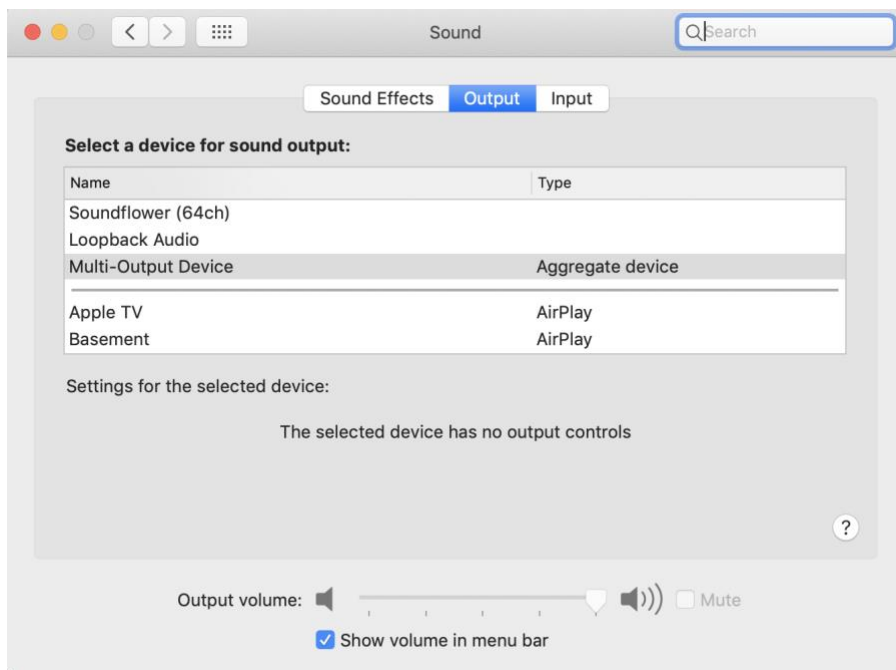 Sound
Search
Sound Effects Output Input
Select a device for sound output:
Name Type
Soundflower (64ch)
Loopback Audio
Multi-Output Device Aggregate device
Apple TV AirPlay
Basement AirPlay
Settings for the selected device:
The selected device has no output controls
?
Output volume: Mute
Show volume in menu bar